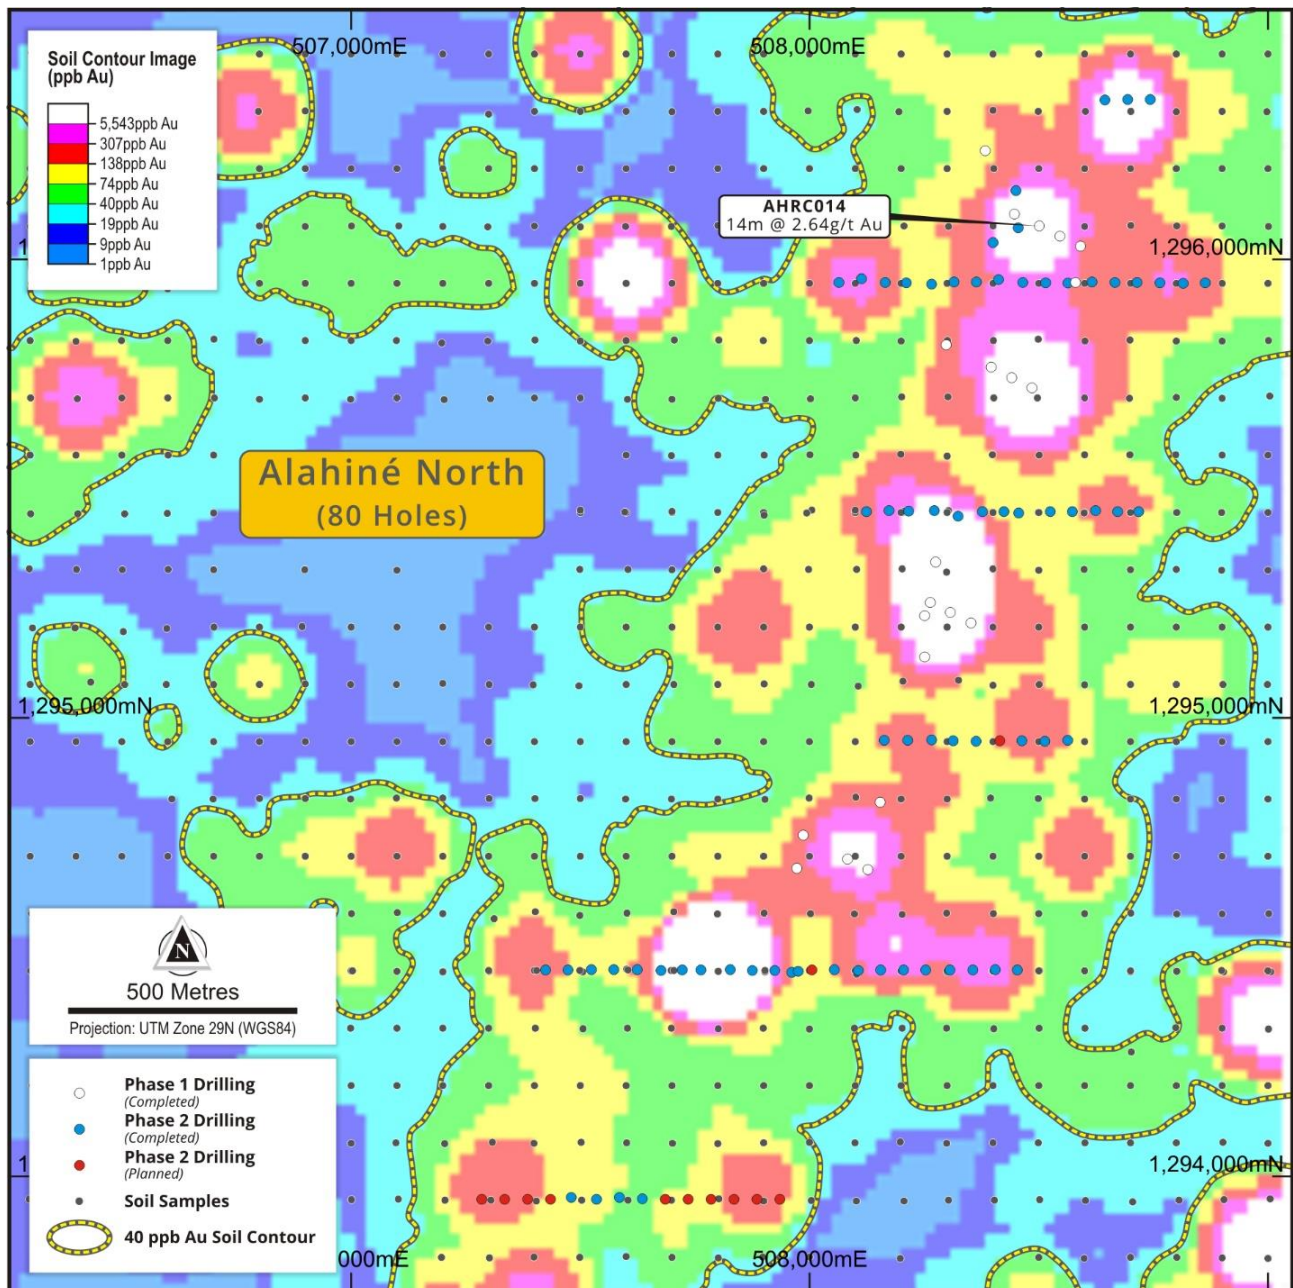 507,000mE
508,000mE
Soil Contour Image
(ppb Au)
5,543ppb Au
307ppb Au
138ppb Au
74ppb Au
40ppb Au
19ppb Au
9ppb Au
1ppb Au
AHRC014
14m @ 2.64g/t Au
1
1,296,000mN
Alahiné North
(80 Holes)
1,295,000mN
1,295,000mN
N
500 Metres
Projection: UTM Zone 29N (WGS84)
Phase 1 Drilling
(Completed)
Phase 2 Drilling
(Completed)
Phase 2 Drilling
(Planned)
Soil Samples
40 ppb Au Soil Contour
1
1,294,000mN
000mE
508,000mE